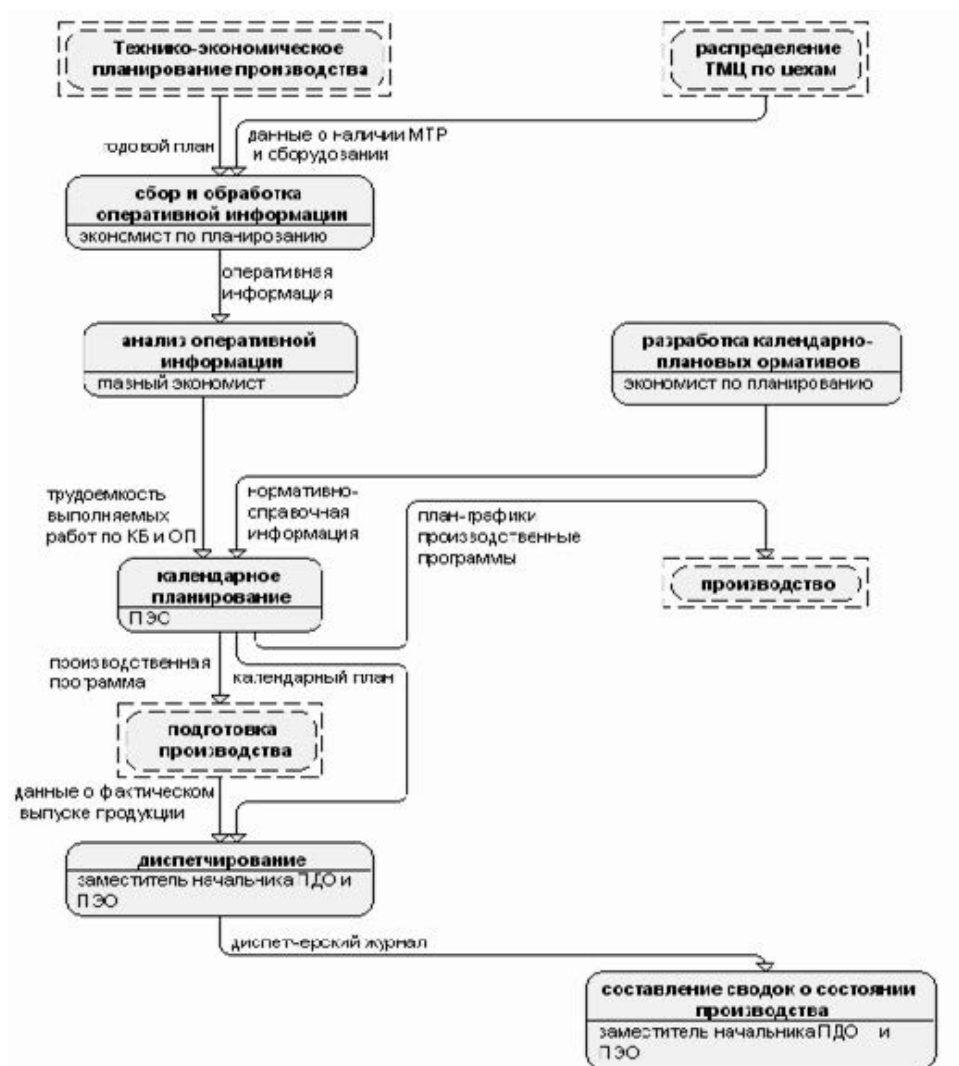 Технико-экономическое
планирование производства
распределение
ТМЦ по цехам
годовой план
данные о наличии МТР
и сборудовании
сбор и обработка
оперативной информации
экономист по планированию
оперативная
информация
анализ оперативной
информации
главный экономист
разработка календарно-
плановых ормативов
экономист по планированию
трудоемкость
выполняемых
работ по КБ и ОП
нормативно-
справочная
информация
план-графики
производственные
программы
календарное
планирование
ПЭО
производство
производственная
программа
календарный план
подготовка
производства
данные о фактическом
выпуске продукции
диспетчирование
заместитель начальника ПДО и
ПЭО
диспетчерский журнал
составление сводок о состоянии
производства
заместитель начальника ПДО и
ПЭО